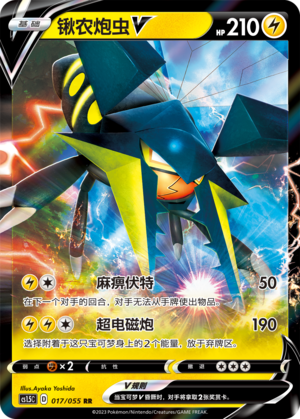 基础
锹农炮虫V
HP 210
麻痹伏特 50
在下一个对手的回合、对手无法从手牌使出物品。
超电磁炮 190
选择2个附着于这只宝可梦身上的能量、放于弃牌区。
弱点 ×2 抵抗力 撤退
Illus.Ayaka Yoshida
V规则
当宝可梦V昏厥时、对手将拿取2张奖赏卡。
cs1.5C D 017/055 RR
©2023 Pokémon/Nintendo/Creatures/GAME FREAK.